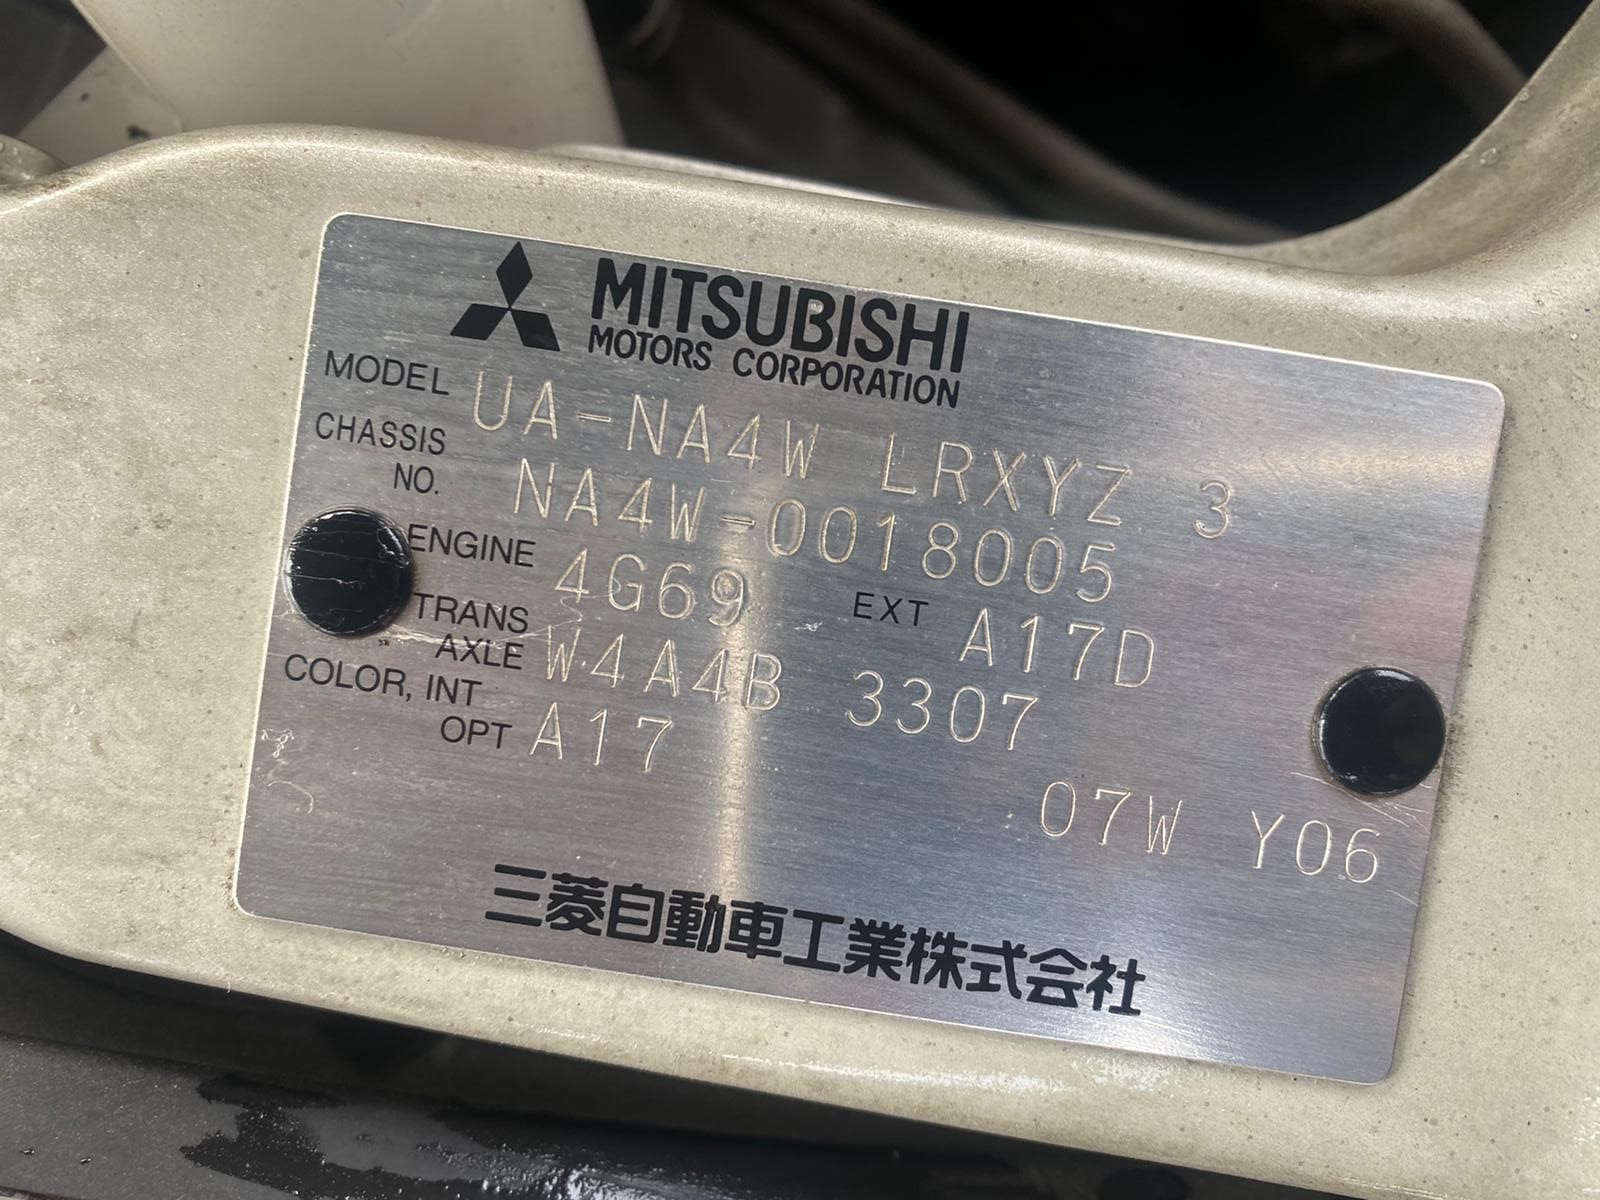 MITSUBISHI
MOTORS CORPORATION
MODEL UA-NA4W LRXYZ 3
CHASSIS NO. NA4W-0018005
ENGINE 4G69 EXT A17D
TRANS AXLE W4A4B 3307
COLOR, INT OPT A17
07W Y06
三菱自動車工業株式会社